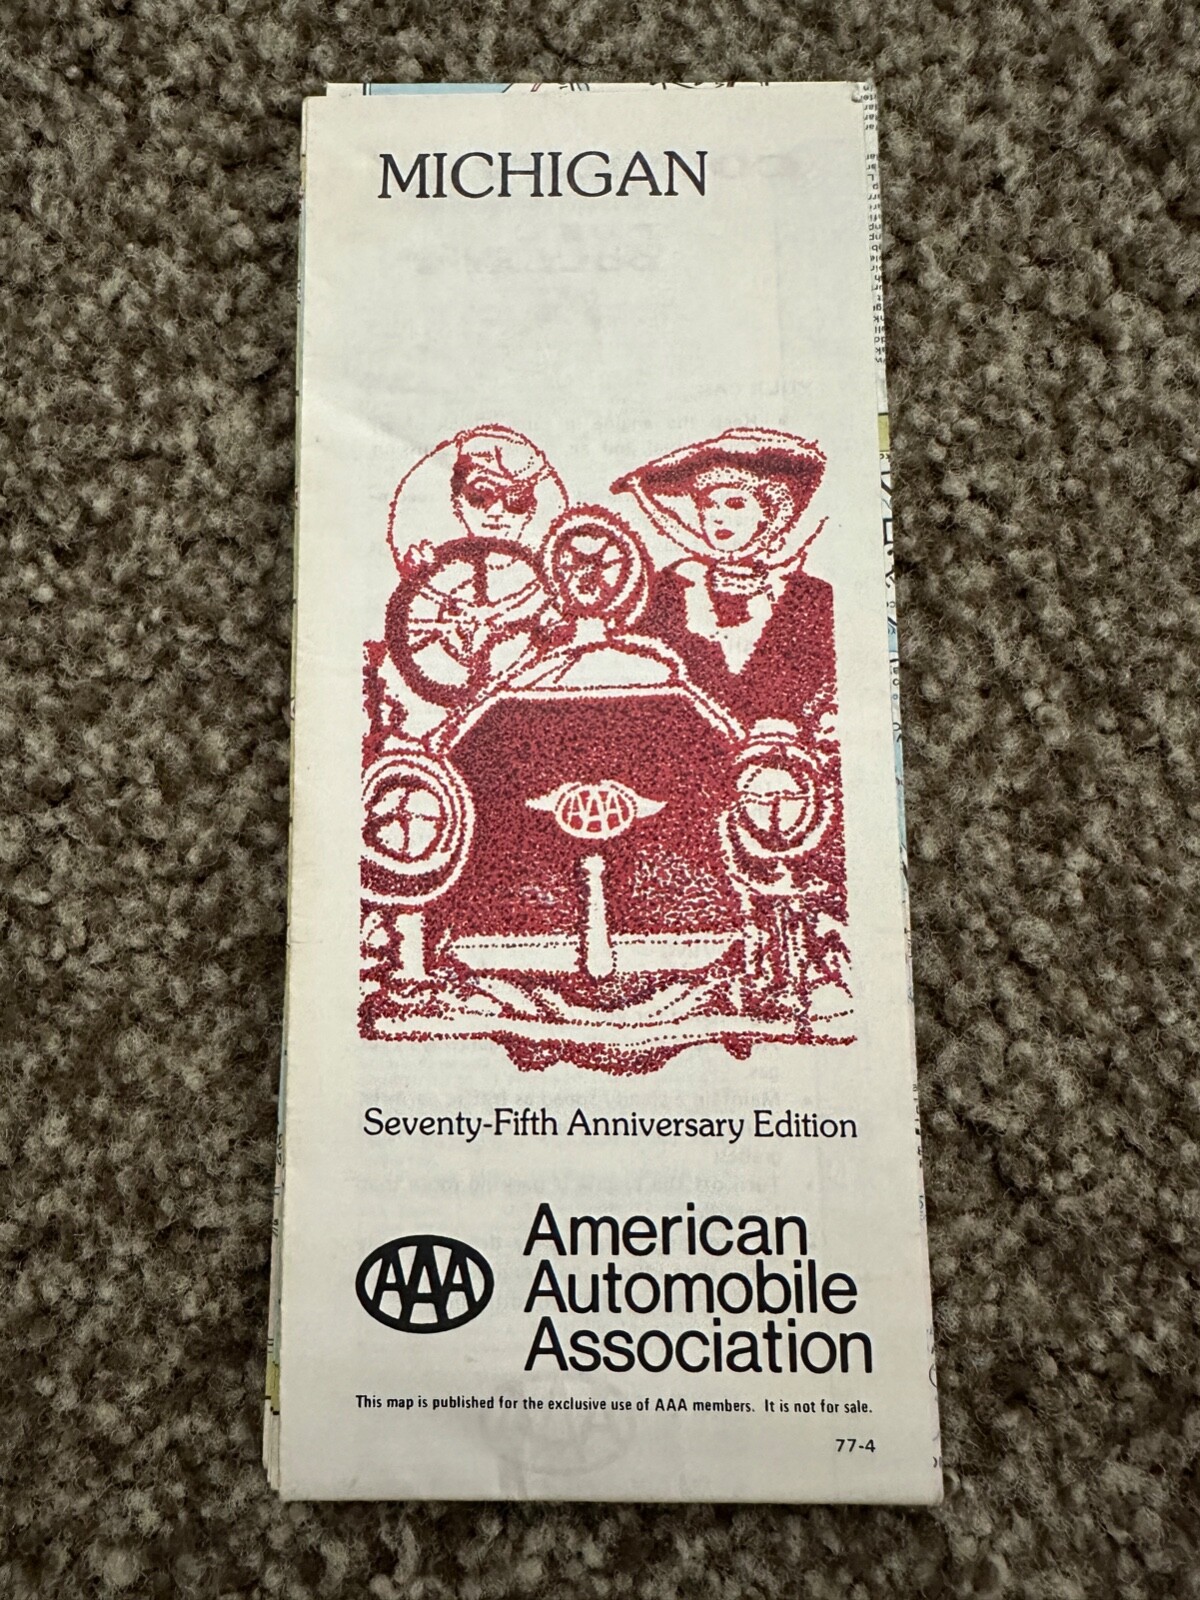 MICHIGAN
AAA
Seventy-Fifth Anniversary Edition
AAA
American
Automobile
Association
This map is published for the exclusive use of AAA members. It is not for sale.
77-4